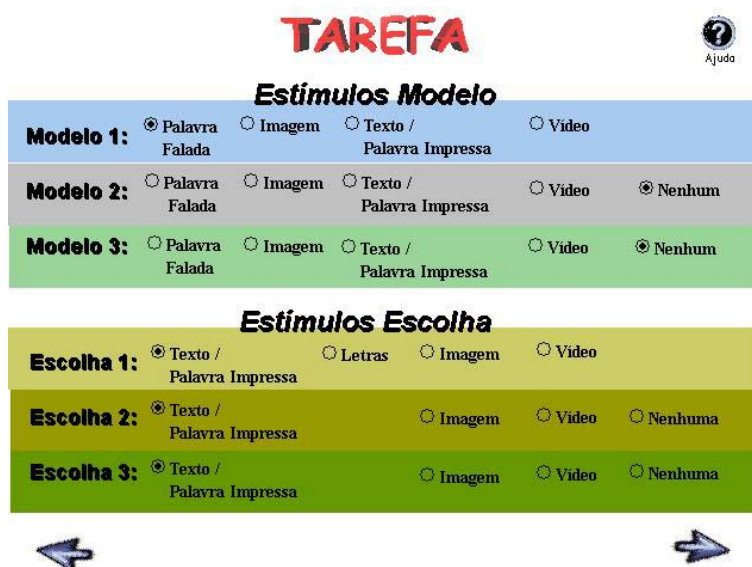 TAREFA
Ajuda
Estímulos Modelo
Modelo 1: Palavra Imagem Texto / Vídeo
Falada Palavra Impressa
Modelo 2: Palavra Imagem Texto / Vídeo Nenhum
Falada Palavra Impressa
Modelo 3: Palavra Imagem Texto / Vídeo Nenhum
Falada Palavra Impressa
Estímulos Escolha
Escolha 1: Texto / Letras Imagem Vídeo
Palavra Impressa
Escolha 2: Texto / Imagem Vídeo Nenhuma
Palavra Impressa
Escolha 3: Texto / Imagem Vídeo Nenhuma
Palavra Impressa